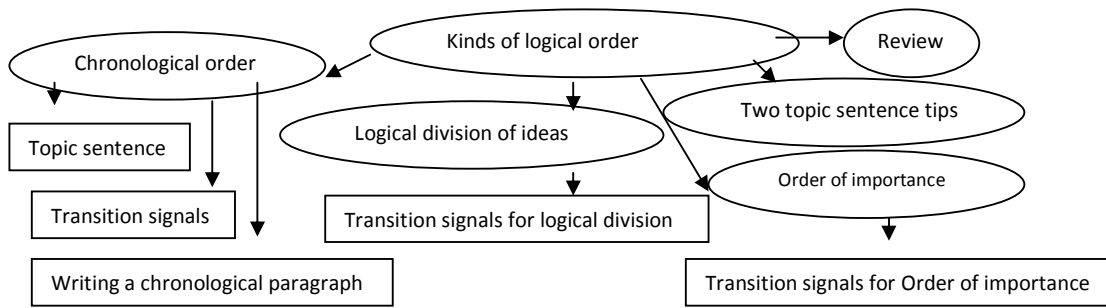 Kinds of logical order
Review
Chronological order
Two topic sentence tips
Logical division of ideas
Topic sentence
Order of importance
Transition signals
Transition signals for logical division
Writing a chronological paragraph
Transition signals for Order of importance